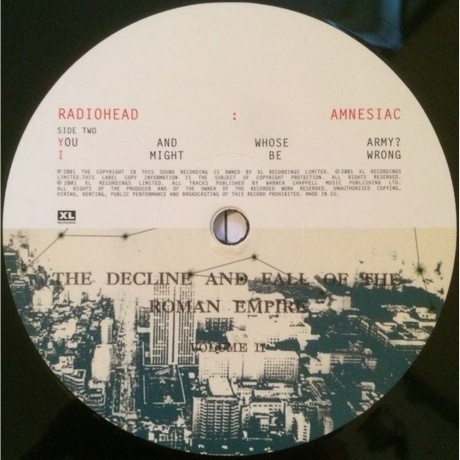 RADIOHEAD : AMNESIAC
SIDE TWO
YOU AND WHOSE ARMY?
I MIGHT BE WRONG
℗2001 THE COPYRIGHT IN THIS SOUND RECORDING IS OWNED BY XL RECORDINGS LIMITED. ©2001 XL RECORDINGS
LIMITED.THIS LABEL COPY INFORMATION IS THE SUBJECT OF COPYRIGHT PROTECTION. ALL RIGHTS RESERVED.
©2001 XL RECORDINGS LIMITED. ALL TRACKS PUBLISHED BY WARNER CHAPPELL MUSIC PUBLISHING LTD.
ALL RIGHTS OF THE PRODUCER AND OF THE OWNER OF THE RECORDED WORK RESERVED. UNAUTHORISED COPYING,
HIRING, RENTING, PUBLIC PERFORMANCE AND BROADCASTING OF THIS RECORD PROHIBITED. MADE IN EU.
XL
RECORDINGS
THE DECLINE AND FALL OF THE
ROMAN EMPIRE
VOLUME II